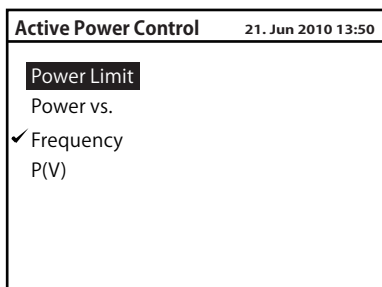 Active Power Control 21. Jun 2010 13:50
Power Limit
Power vs.
✓ Frequency
P(V)